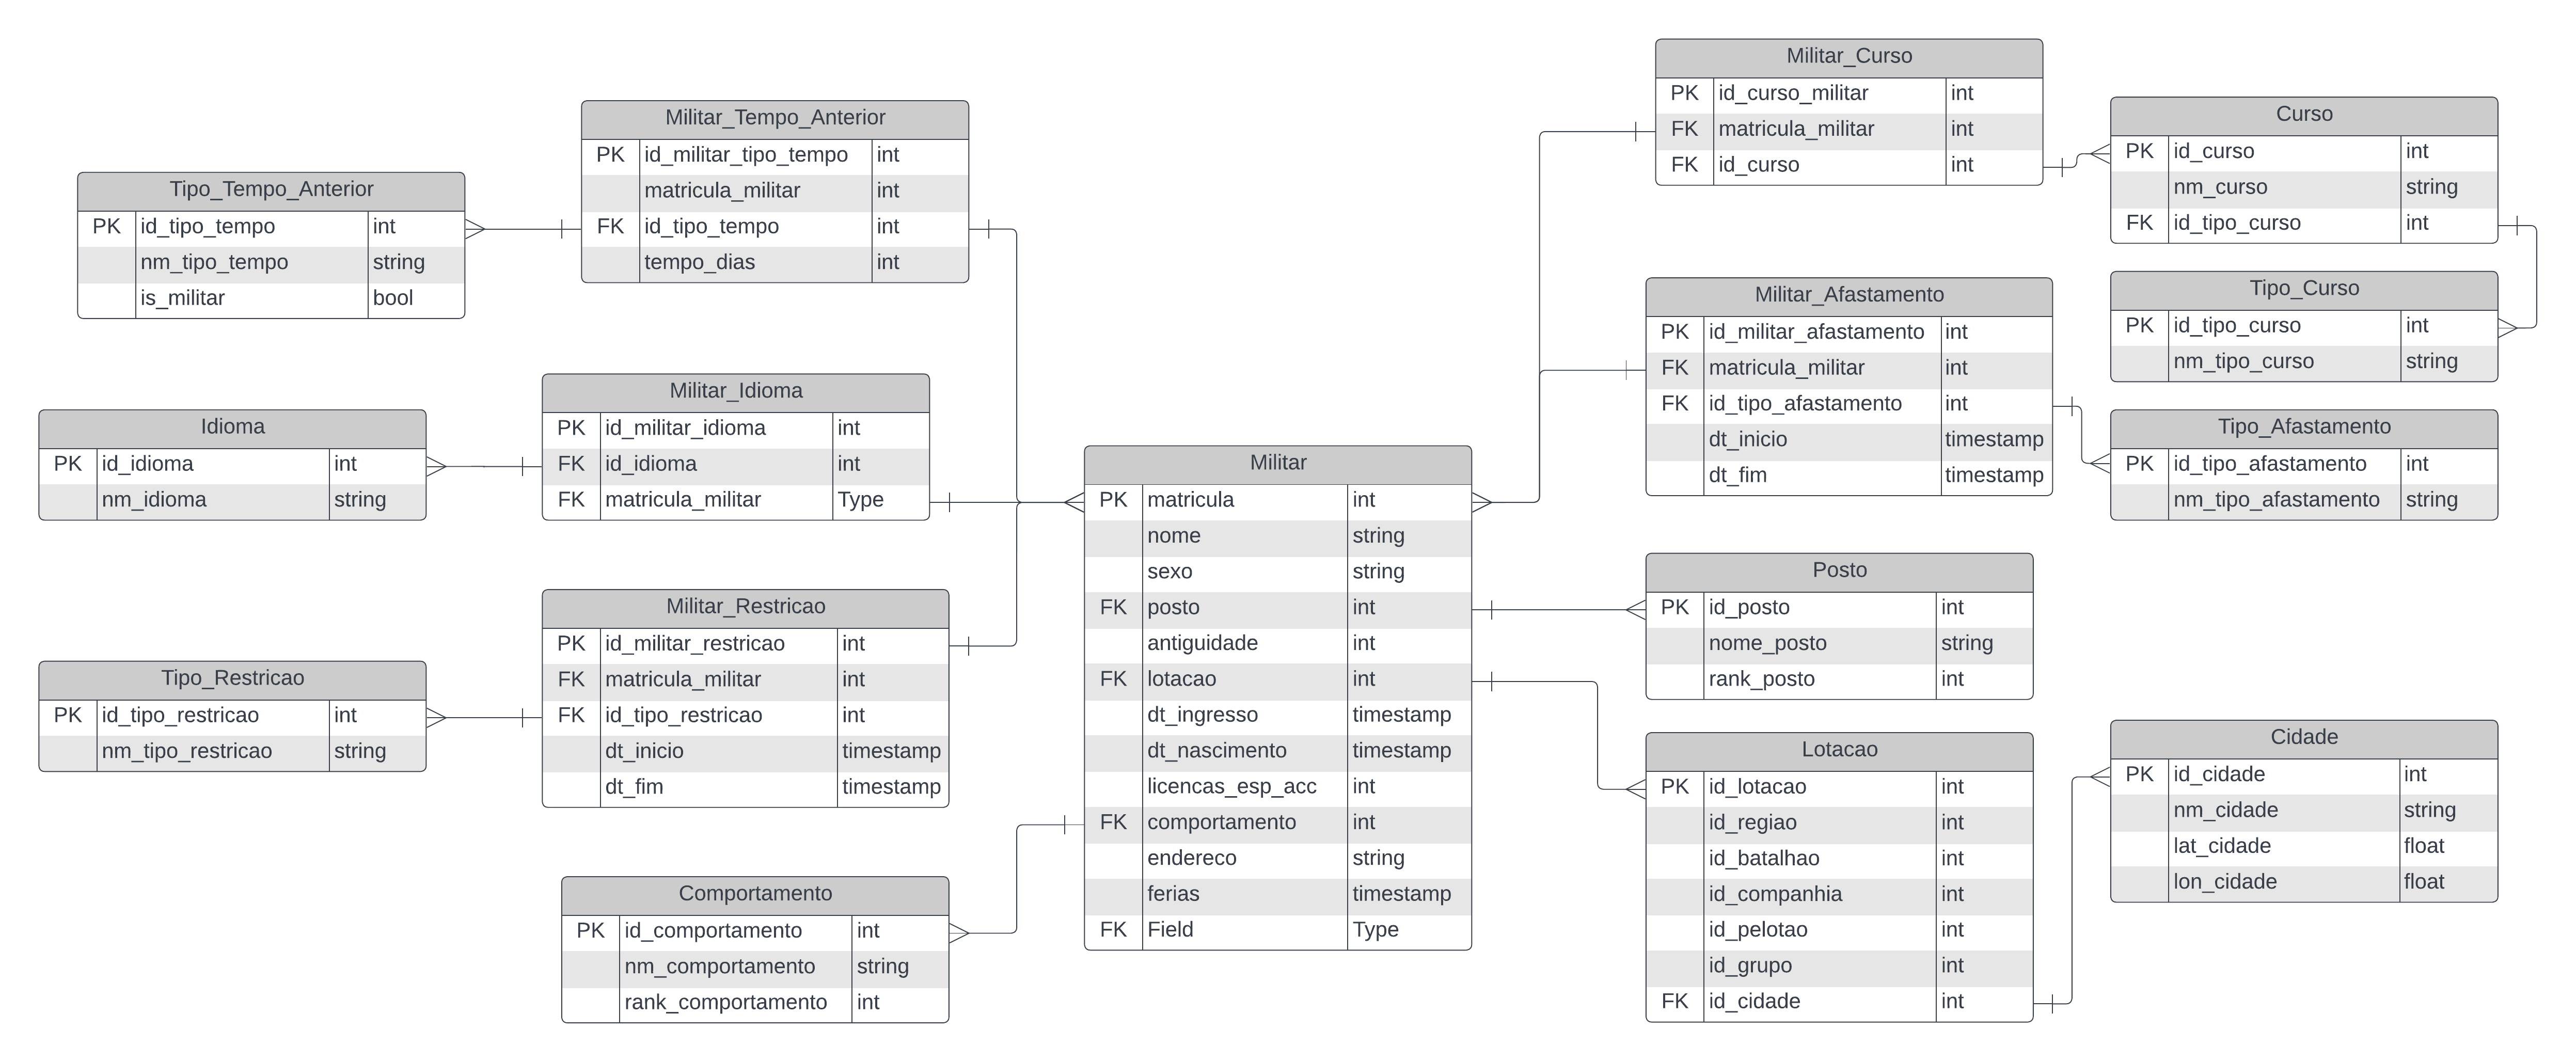 Tipo_Tempo_Anterior
PK id_tipo_tempo int
nm_tipo_tempo string
is_militar bool
Militar_Tempo_Anterior
PK id_militar_tipo_tempo int
matricula_militar int
FK id_tipo_tempo int
tempo_dias int
Idioma
PK id_idioma int
nm_idioma string
Militar_Idioma
PK id_militar_idioma int
FK id_idioma int
FK matricula_militar Type
Tipo_Restricao
PK id_tipo_restricao int
nm_tipo_restricao string
Militar_Restricao
PK id_militar_restricao int
FK matricula_militar int
FK id_tipo_restricao int
dt_inicio timestamp
dt_fim timestamp
Comportamento
PK id_comportamento int
nm_comportamento string
rank_comportamento int
Militar
PK matricula int
nome string
sexo string
FK posto int
antiguidade int
FK lotacao int
dt_ingresso timestamp
dt_nascimento timestamp
licencas_esp_acc int
FK comportamento int
endereco string
ferias timestamp
FK Field Type
Militar_Curso
PK id_curso_militar int
FK matricula_militar int
FK id_curso int
Curso
PK id_curso int
nm_curso string
FK id_tipo_curso int
Tipo_Curso
PK id_tipo_curso int
nm_tipo_curso string
Militar_Afastamento
PK id_militar_afastamento int
FK matricula_militar int
FK id_tipo_afastamento int
dt_inicio timestamp
dt_fim timestamp
Tipo_Afastamento
PK id_tipo_afastamento int
nm_tipo_afastamento string
Posto
PK id_posto int
nome_posto string
rank_posto int
Lotacao
PK id_lotacao int
id_regiao int
id_batalhao int
id_companhia int
id_pelotao int
id_grupo int
FK id_cidade int
Cidade
PK id_cidade int
nm_cidade string
lat_cidade float
lon_cidade float